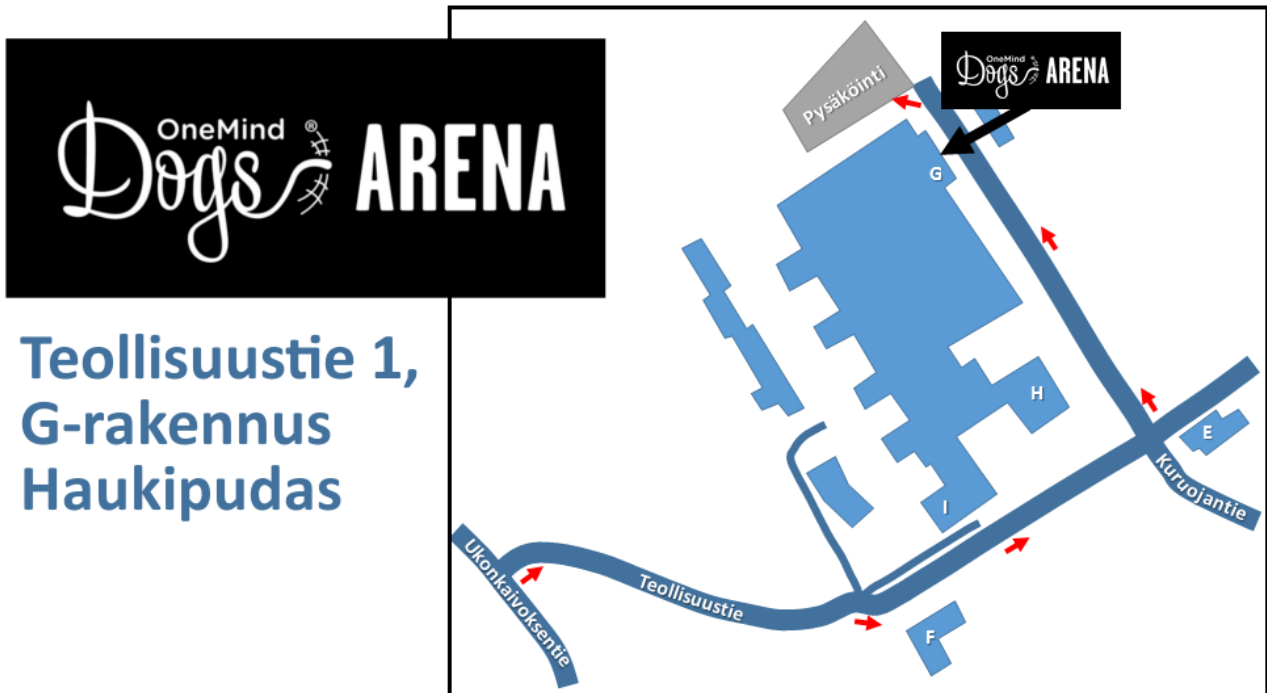 OneMind
Dogs® ARENA
Teollisuustie 1,
G-rakennus
Haukipudas
Pysäköinti
OneMind
Dogs ARENA
G
H
E
I
Kuruojantie
Ukonkaivoksentie
Teollisuustie
F